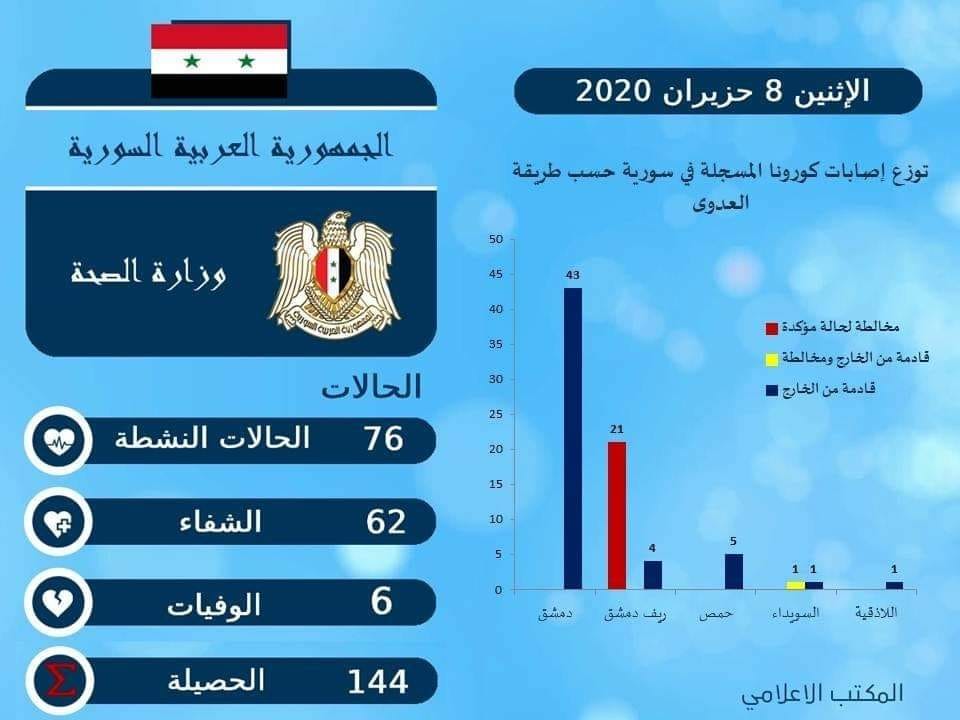 الجمهورية العربية السورية
وزارة الصحة
الجمهورية العربية السورية
الحالات
الحالات النشطة 76
الشفاء 62
الوفيات 6
الحصيلة 144
الإثنين 8 حزيران 2020
توزع إصابات كورونا المسجلة في سورية حسب طريقة
العدوى
50
45
40
35
30
25
20
15
10
5
0
43
21
4
5
1
1
1
مخالطة لحالة مؤكدة
قادمة من الخارج ومخالطة
قادمة من الخارج
دمشق
ريف دمشق
حمص
السويداء
اللاذقية
المكتب الاعلامي